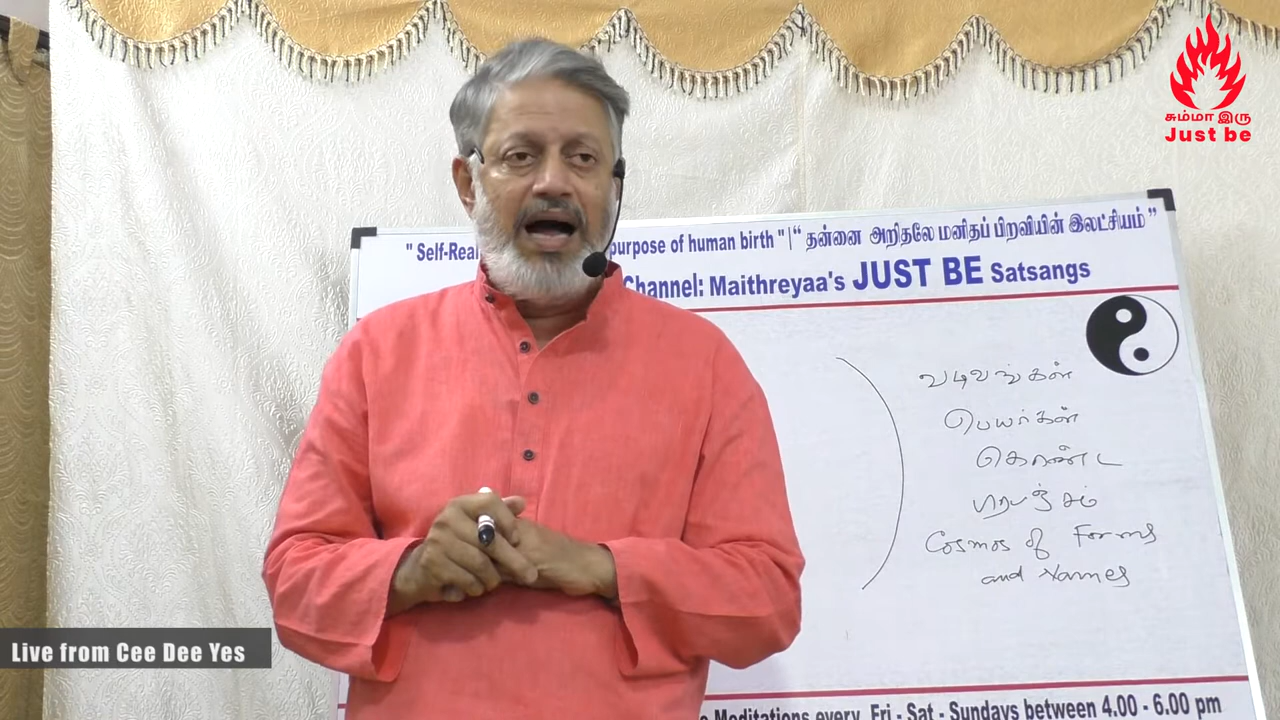 சும்மா இரு
Just be
" Self-Real purpose of human birth " | “ தன்னை அறிதலே மனிதப் பிறவியின் இலட்சியம் ”
Channel: Maithreyaa's JUST BE Satsangs
வடிவங்கள்
பெயர்கள்
கொண்ட
பிரபஞ்சம்
Cosmos of Forms
and Names
Live from Cee Dee Yes
Meditations every Fri - Sat - Sundays between 4.00 - 6.00 pm